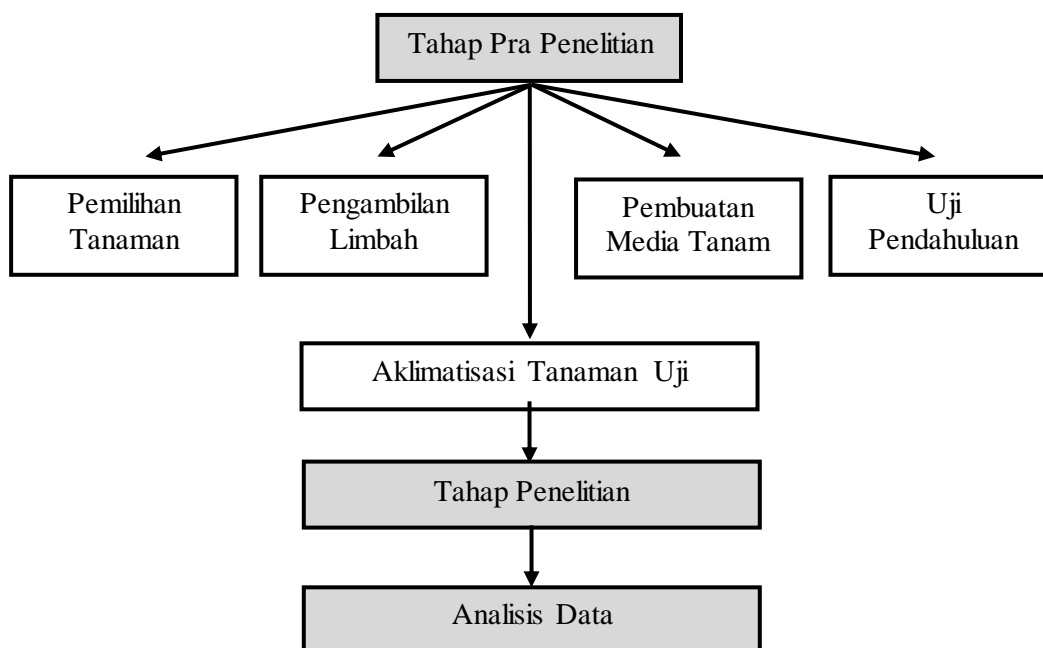 Tahap Pra Penelitian
Pemilihan
Tanaman
Pengambilan
Limbah
Pembuatan
Media Tanam
Uji
Pendahuluan
Aklimatisasi Tanaman Uji
Tahap Penelitian
Analisis Data